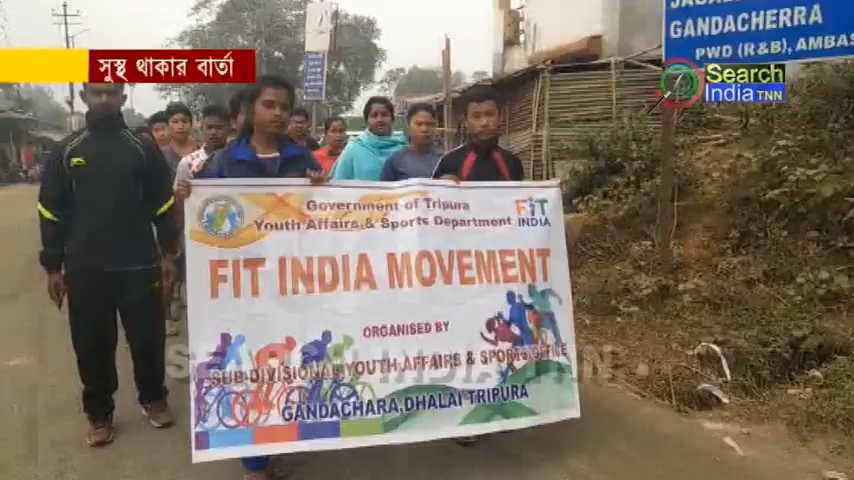 সুস্থ থাকার বার্তা
GANDACHERRA
PWD (R&B), AMBAS
Search
India TNN
Government of Tripura
Youth Affairs & Sports Department
FIT
INDIA
FIT INDIA MOVEMENT
ORGANISED BY
SUB-DIVISIONAL YOUTH AFFAIRS & SPORTS OFFICE
GANDACHARA, DHALAI TRIPURA